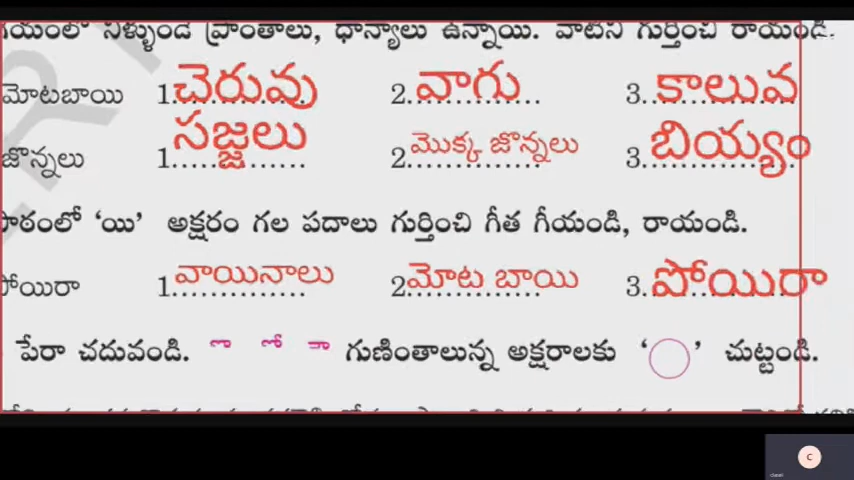 గేయంలో నీళ్ళుండే ప్రాంతాలు, ధాన్యాలు ఉన్నాయి. వాటిని గుర్తించి రాయండి.
మోటబాయి 1. చెరువు 2. వాగు 3. కాలువ
జొన్నలు 1. సజ్జలు 2. మొక్క జొన్నలు 3. బియ్యం
పాఠంలో ‘యి’ అక్షరం గల పదాలు గుర్తించి గీత గీయండి, రాయండి.
పోయిరా 1. వాయినాలు 2. మోట బాయి 3. పోయిరా
పేరా చదువండి. ొ ో ౌ గుణింతాలున్న అక్షరాలకు ‘○’ చుట్టండి.
C